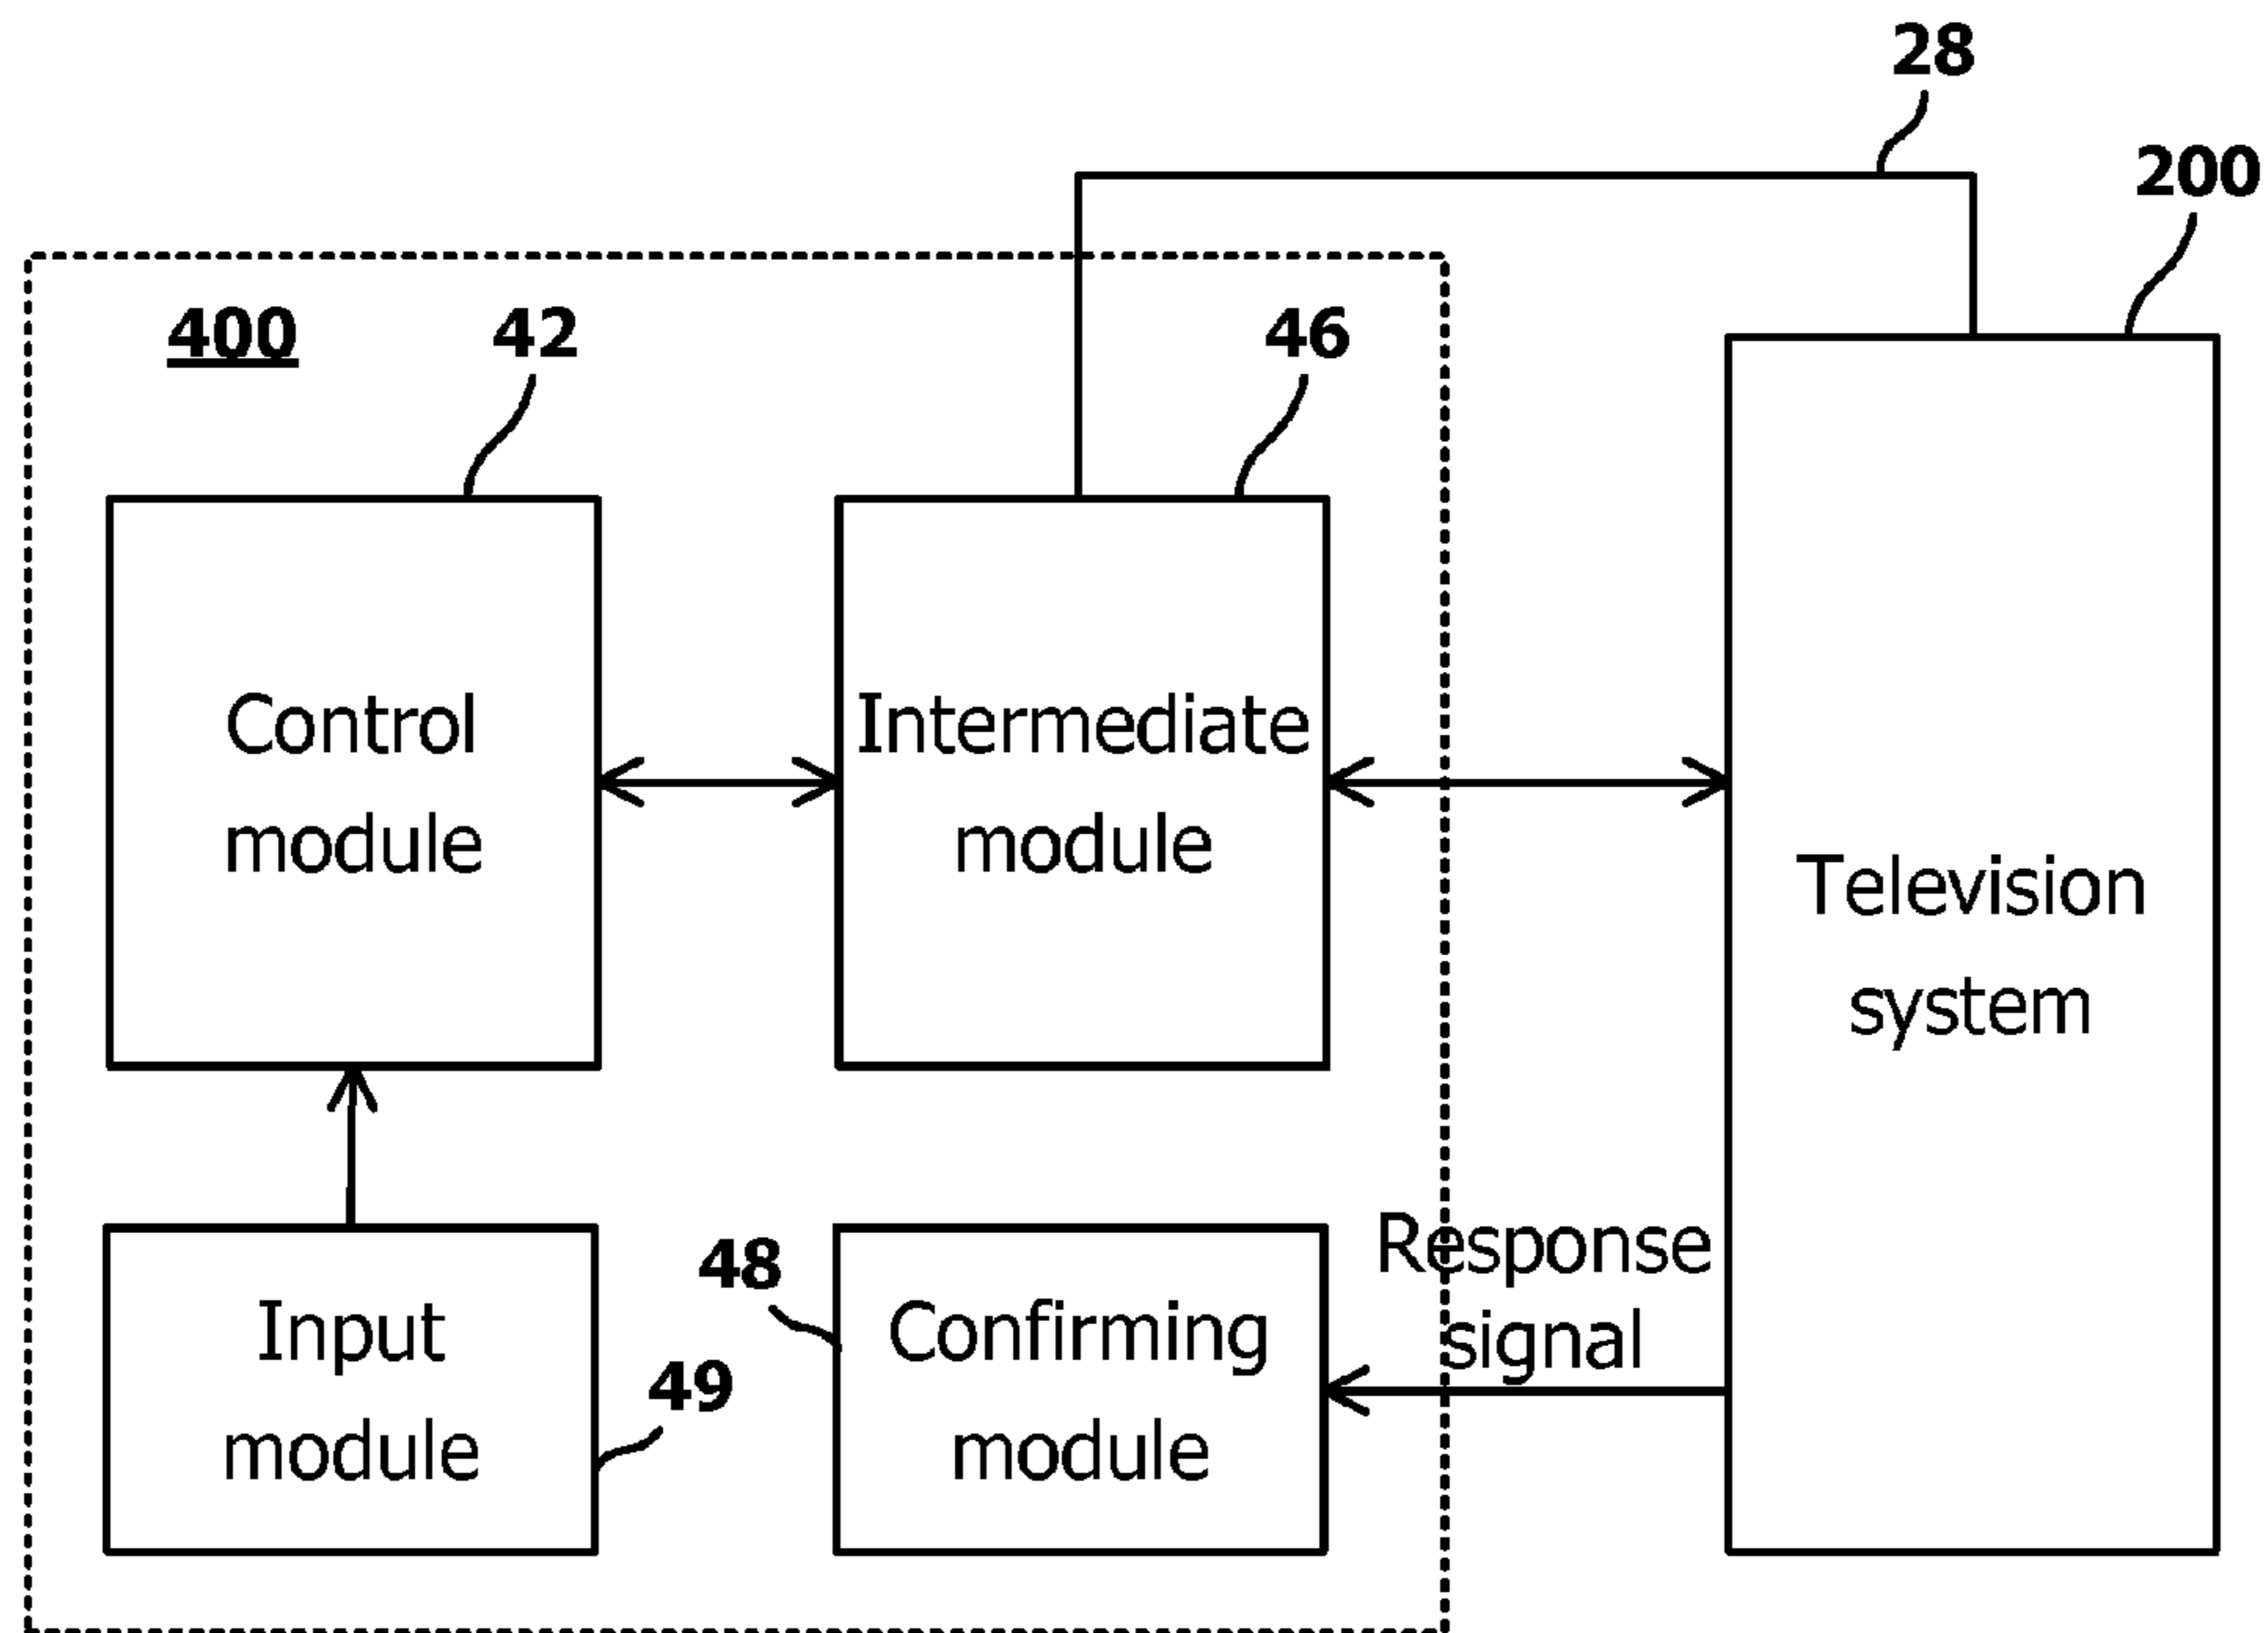 28
200
400
42
46
Control
module
Intermediate
module
Television
system
Response
signal
48
Input
module
49
Confirming
module